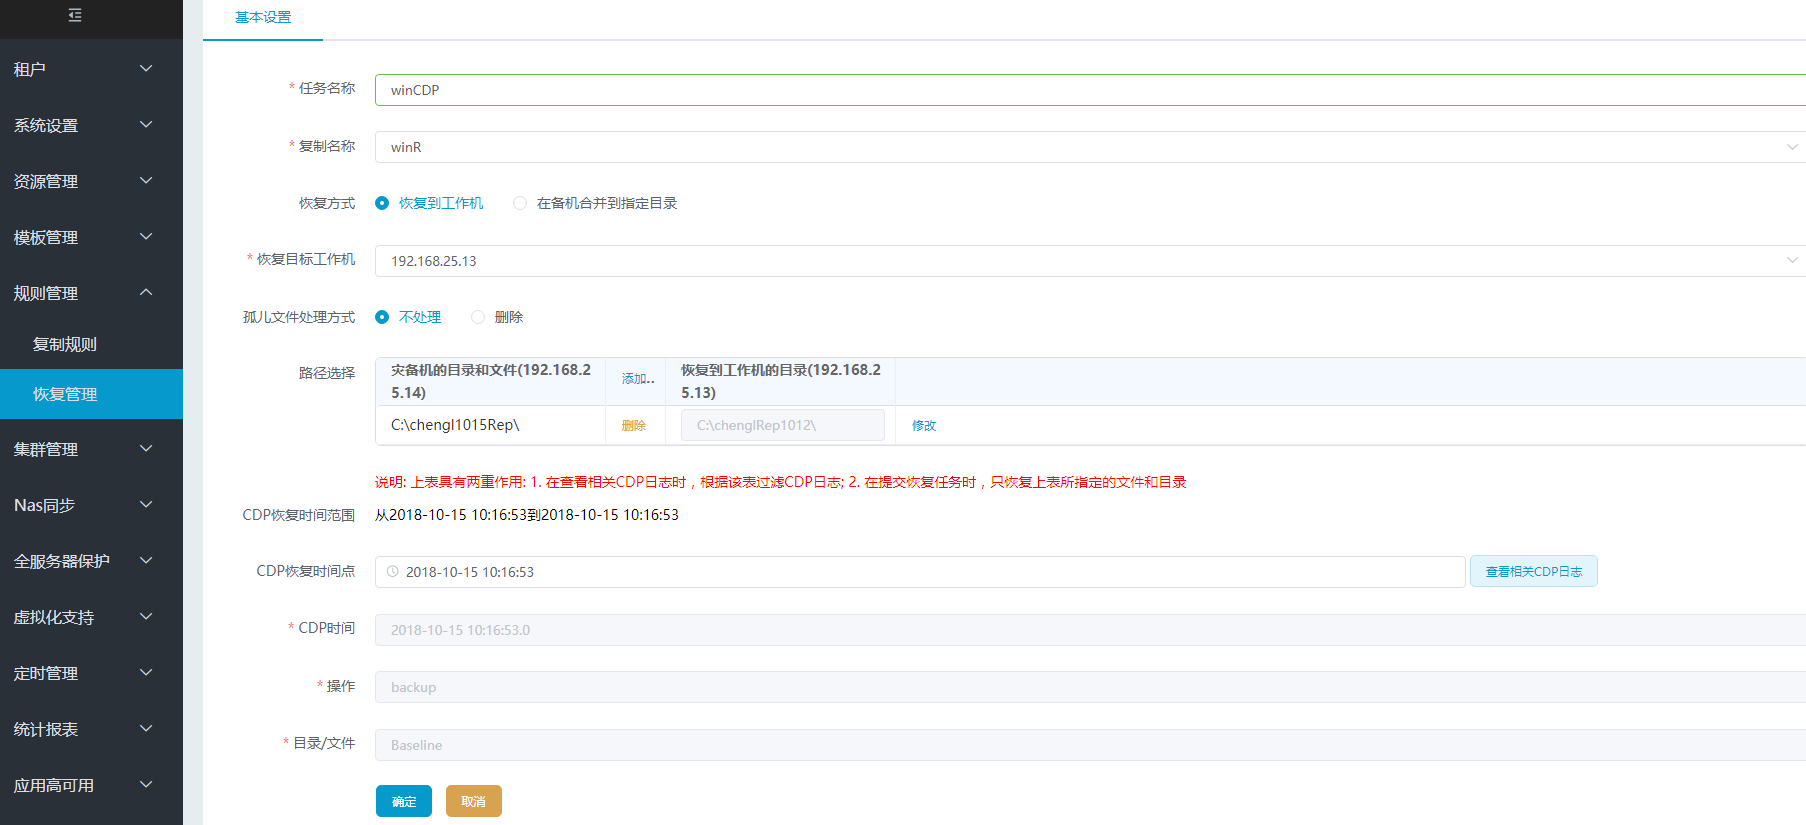 租户
系统设置
资源管理
模板管理
规则管理
复制规则
恢复管理
集群管理
Nas同步
全服务器保护
虚拟化支持
定时管理
统计报表
应用高可用
基本设置
* 任务名称 winCDP
* 复制名称 winR
恢复方式 恢复到工作机 在备机合并到指定目录
* 恢复目标工作机 192.168.25.13
孤儿文件处理方式 不处理 删除
路径选择 灾备机的目录和文件(192.168.2 添加.. 恢复到工作机的目录(192.168.2
5.14) 5.13)
C:\chengl1015Rep\ 删除 C:\chenglRep1012\ 修改
说明: 上表具有两重作用: 1. 在查看相关CDP日志时，根据该表过滤CDP日志; 2. 在提交恢复任务时，只恢复上表所指定的文件和目录
CDP恢复时间范围 从2018-10-15 10:16:53到2018-10-15 10:16:53
CDP恢复时间点 2018-10-15 10:16:53 查看相关CDP日志
* CDP时间 2018-10-15 10:16:53.0
* 操作 backup
* 目录/文件 Baseline
确定 取消